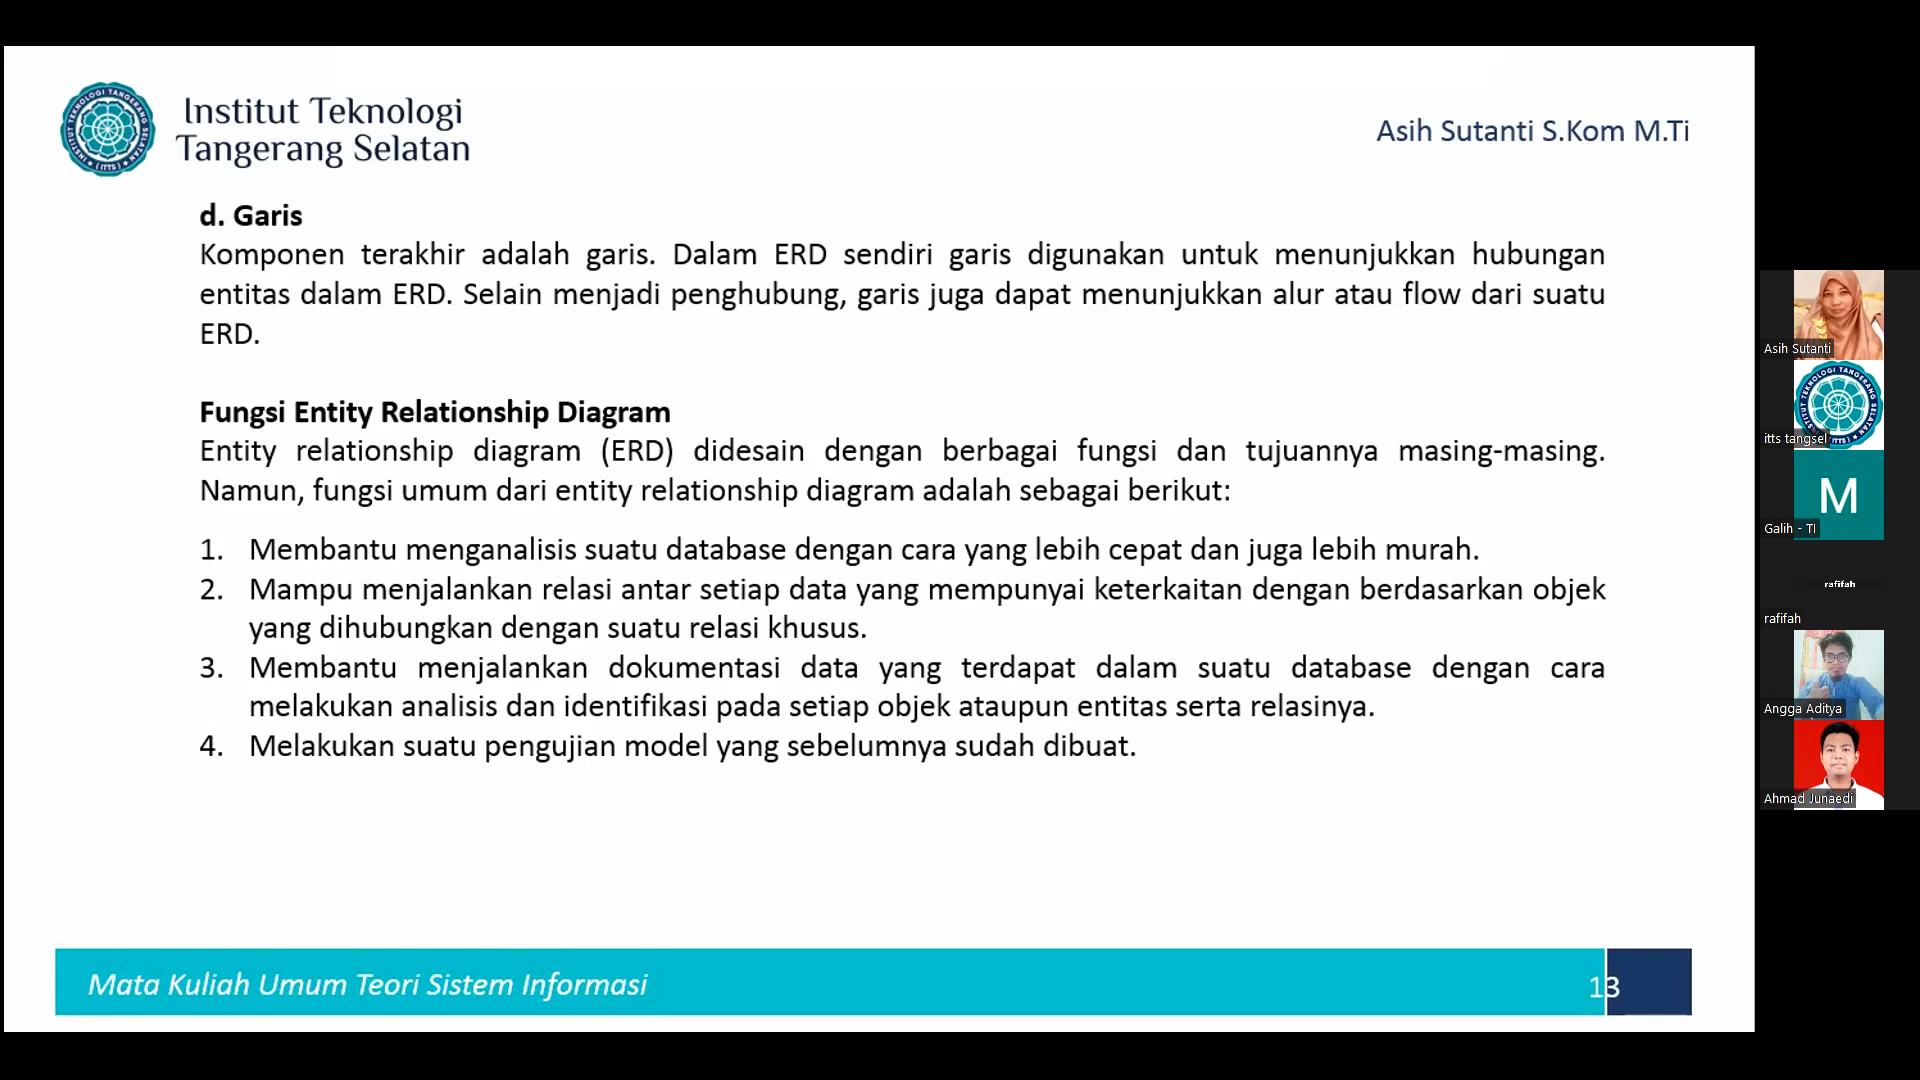 Institut Teknologi
Tangerang Selatan
Asih Sutanti S.Kom M.Ti
d. Garis
Komponen terakhir adalah garis. Dalam ERD sendiri garis digunakan untuk menunjukkan hubungan
entitas dalam ERD. Selain menjadi penghubung, garis juga dapat menunjukkan alur atau flow dari suatu
ERD.
Fungsi Entity Relationship Diagram
Entity relationship diagram (ERD) didesain dengan berbagai fungsi dan tujuannya masing-masing.
Namun, fungsi umum dari entity relationship diagram adalah sebagai berikut:
1. Membantu menganalisis suatu database dengan cara yang lebih cepat dan juga lebih murah.
2. Mampu menjalankan relasi antar setiap data yang mempunyai keterkaitan dengan berdasarkan objek
yang dihubungkan dengan suatu relasi khusus.
3. Membantu menjalankan dokumentasi data yang terdapat dalam suatu database dengan cara
melakukan analisis dan identifikasi pada setiap objek ataupun entitas serta relasinya.
4. Melakukan suatu pengujian model yang sebelumnya sudah dibuat.
Mata Kuliah Umum Teori Sistem Informasi
13
Asih Sutanti
itts tangsel
M
Galih - TI
rafifah
rafifah
Angga Aditya
Ahmad Junaedi